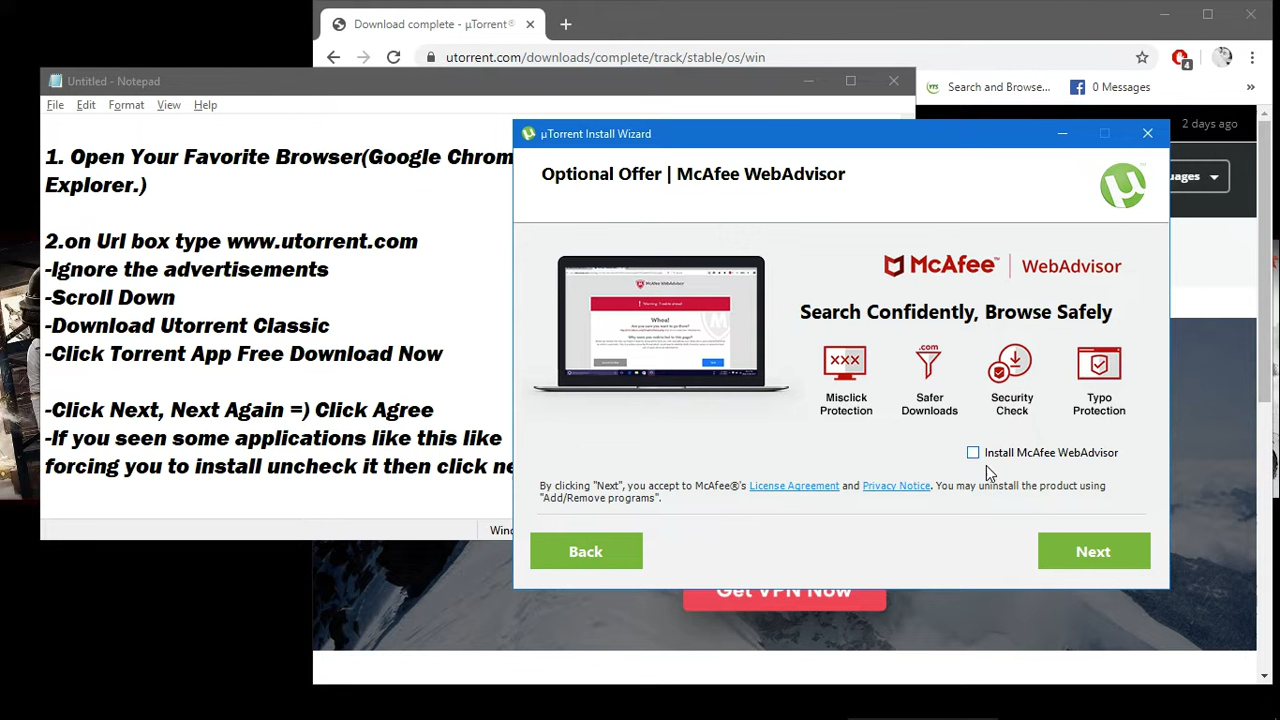 Download complete - µTorrent®
utorrent.com/downloads/complete/track/stable/os/win
4
Search and Browse...
0 Messages
»
2 days ago
Untitled - Notepad
File Edit Format View Help
1. Open Your Favorite Browser(Google Chrom
Explorer.)
2.on Url box type www.utorrent.com
-Ignore the advertisements
-Scroll Down
-Download Utorrent Classic
-Click Torrent App Free Download Now
-Click Next, Next Again =) Click Agree
-If you seen some applications like this like
forcing you to install uncheck it then click ne
Wind
µTorrent Install Wizard
Optional Offer | McAfee WebAdvisor
McAfee™ | WebAdvisor
Search Confidently, Browse Safely
Whoa!
XXX
.com
Misclick Protection
Safer Downloads
Security Check
Typo Protection
Install McAfee WebAdvisor
By clicking "Next", you accept to McAfee®'s License Agreement and Privacy Notice. You may uninstall the product using
"Add/Remove programs".
Back
Next
Get VPN Now